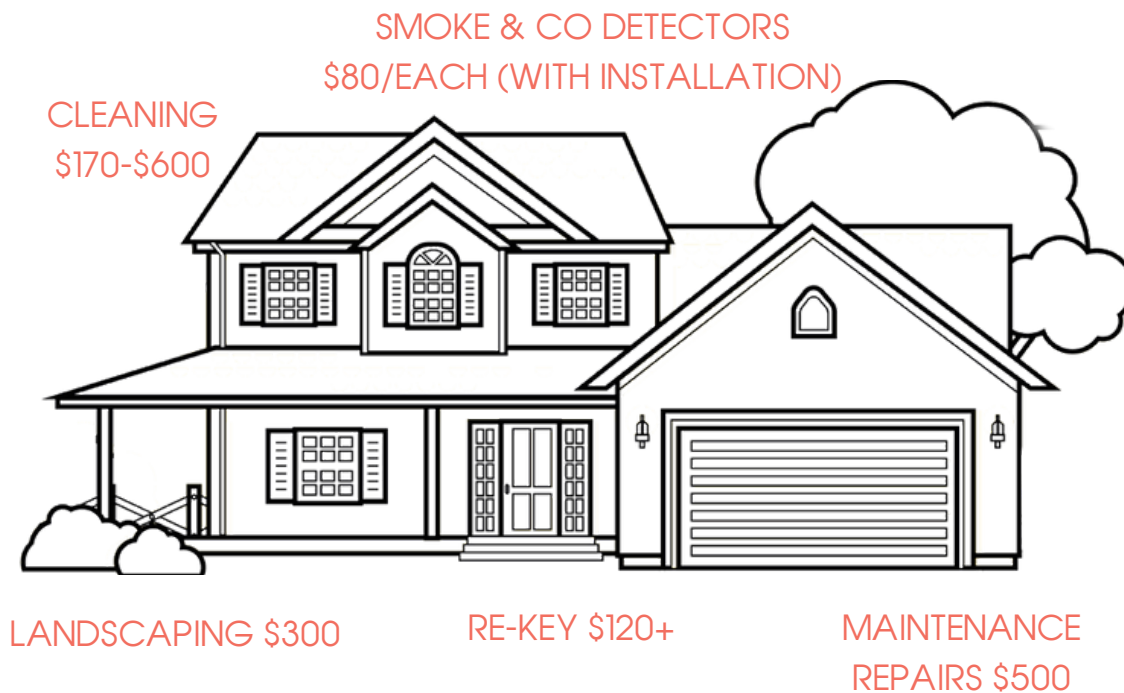 SMOKE & CO DETECTORS
$80/EACH (WITH INSTALLATION)
CLEANING
$170-$600
LANDSCAPING $300
RE-KEY $120+
MAINTENANCE
REPAIRS $500